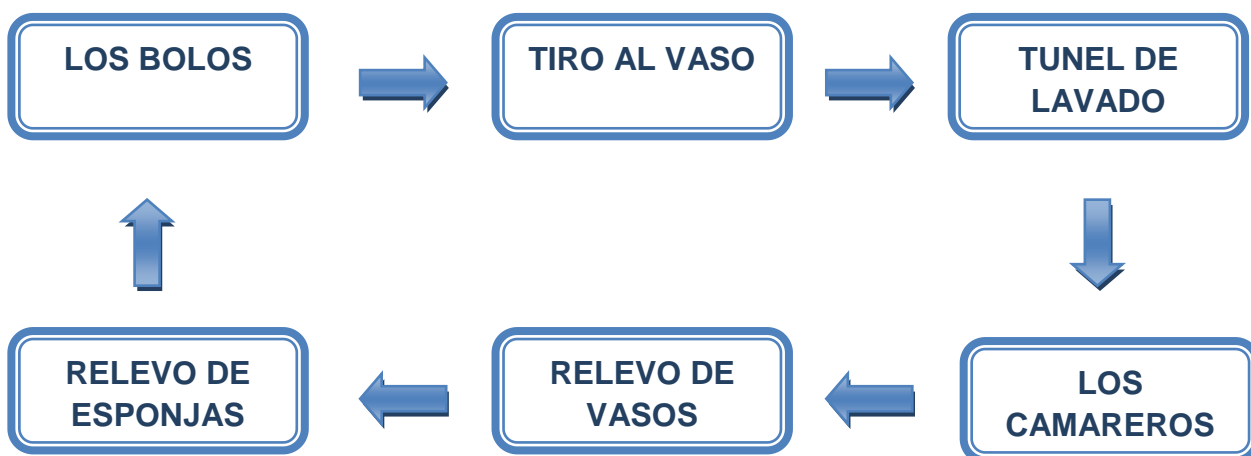 LOS BOLOS
TIRO AL VASO
TUNEL DE
LAVADO
LOS
CAMAREROS
RELEVO DE
VASOS
RELEVO DE
ESPONJAS